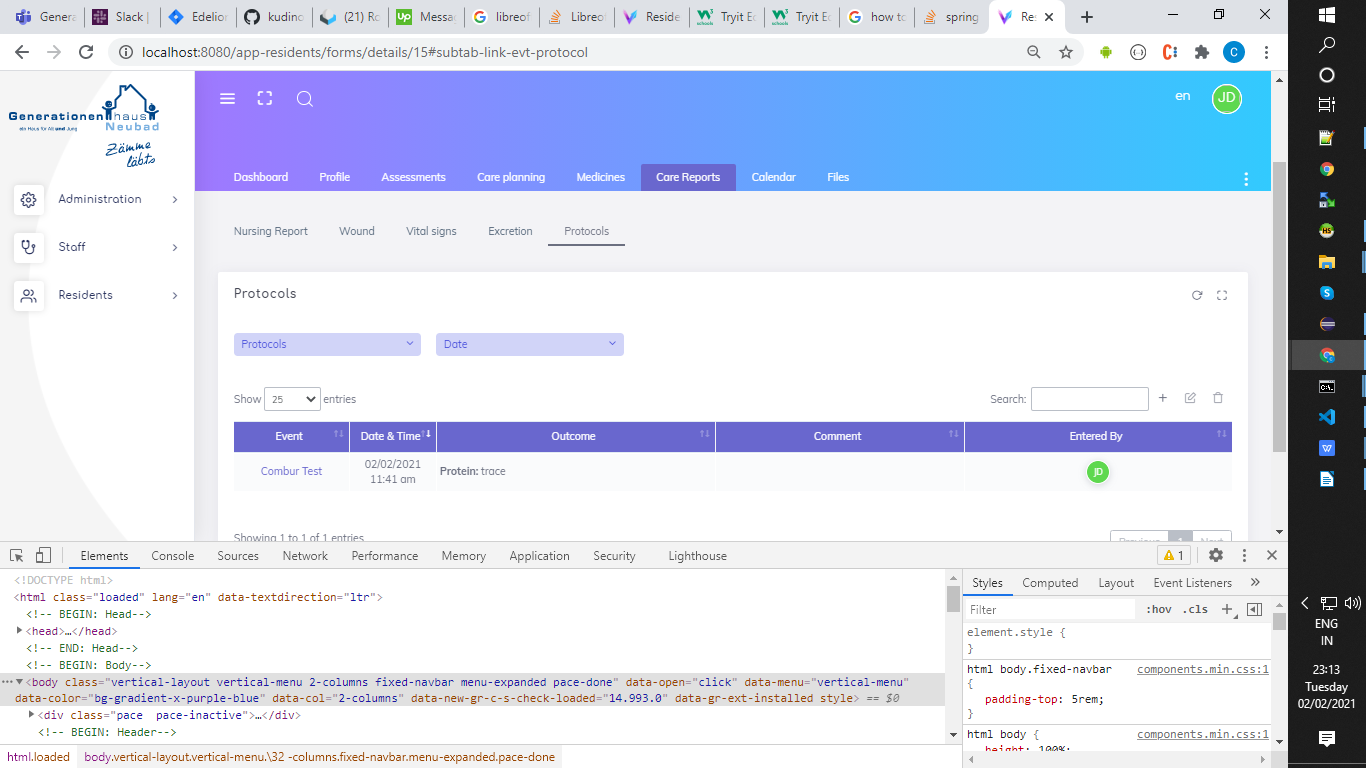 Genera
Slack |
Edelior
kudino
(21) Ro
Up Messa
libreof
Libreof
Reside
Tryit Ed
Tryit Ed
how to
spring
Res
localhost:8080/app-residents/forms/details/15#subtab-link-evt-protocol
C
Generationenhaus
Neubad
ein Haus für Alt und Jung
Zämme
läbts
en
JD
Dashboard Profile Assessments Care planning Medicines Care Reports Calendar Files
Administration
Staff
Residents
Nursing Report Wound Vital signs Excretion Protocols
Protocols
Protocols Date
Show 25 entries Search:
Event Date & Time Outcome Comment Entered By
Combur Test 02/02/2021 11:41 am Protein: trace JD
Showing 1 to 1 of 1 entries Previous 1 Next
Elements Console Sources Network Performance Memory Application Security Lighthouse 1
<!DOCTYPE html>
<html class="loaded" lang="en" data-textdirection="ltr">
<!-- BEGIN: Head-->
<head>…</head>
<!-- END: Head-->
<!-- BEGIN: Body-->
<body class="vertical-layout vertical-menu 2-columns fixed-navbar menu-expanded pace-done" data-open="click" data-menu="vertical-menu"
data-color="bg-gradient-x-purple-blue" data-col="2-columns" data-new-gr-c-s-check-loaded="14.993.0" data-gr-ext-installed style> == $0
<div class="pace  pace-inactive">…</div>
<!-- BEGIN: Header-->
html.loaded body.vertical-layout.vertical-menu.\32 -columns.fixed-navbar.menu-expanded.pace-done
Styles Computed Layout Event Listeners »
Filter :hov .cls
element.style {
}
html body.fixed-navbar components.min.css:1
{
padding-top: 5rem;
}
html body { components.min.css:1
height: 100%;
ENG
IN
23:13
Tuesday
02/02/2021